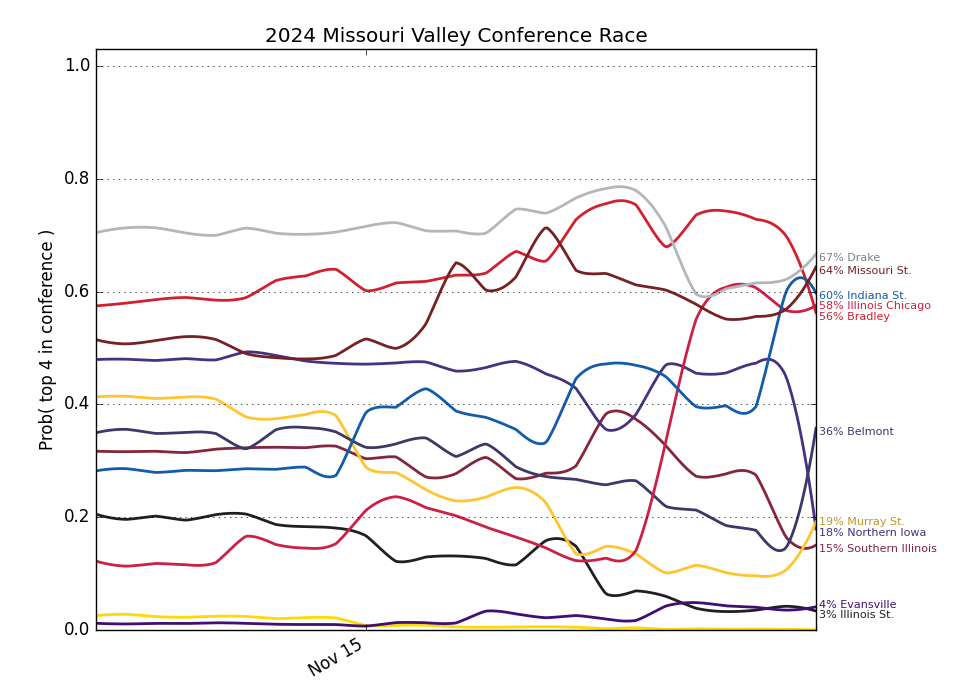 2024 Missouri Valley Conference Race
1.0
0.8
0.6
0.4
0.2
0.0
Prob( top 4 in conference )
Nov 15
67% Drake
64% Missouri St.
60% Indiana St.
58% Illinois Chicago
56% Bradley
36% Belmont
19% Murray St.
18% Northern Iowa
15% Southern Illinois
4% Evansville
3% Illinois St.